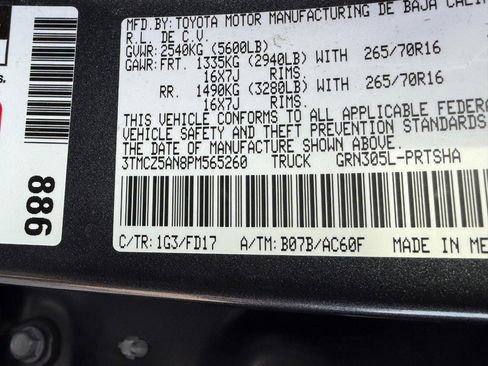 MTD BY: TOYOTA MOTOR MANUFACTURING DE BAJA CALI
R.L. DE C.V.
GVWR: 2540KG (5600LB)
GAWR: FRT. 1335KG (2940LB) WITH 265/70R16
16X7J RIMS.
RR. 1490KG (3280LB) WITH 265/70R16
16X7J RIMS.
THIS VEHICLE CONFORMS TO ALL APPLICABLE FEDERA
VEHICLE SAFETY AND THEFT PREVENTION STANDARDS
THE DATE OF MANUFACTURE SHOWN ABOVE.
3TMCZ5AN8PM565260 TRUCK GRN305L-PRTSHA
C/TR: 1G3/FD17 A/TM: B07B/AC60F MADE IN ME
s.
886